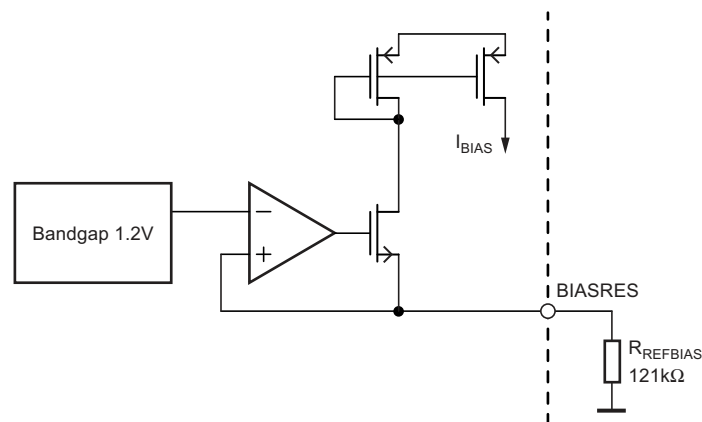 I_BIAS
Bandgap 1.2V
−
+
BIASRES
R_REFBIAS
121kΩ